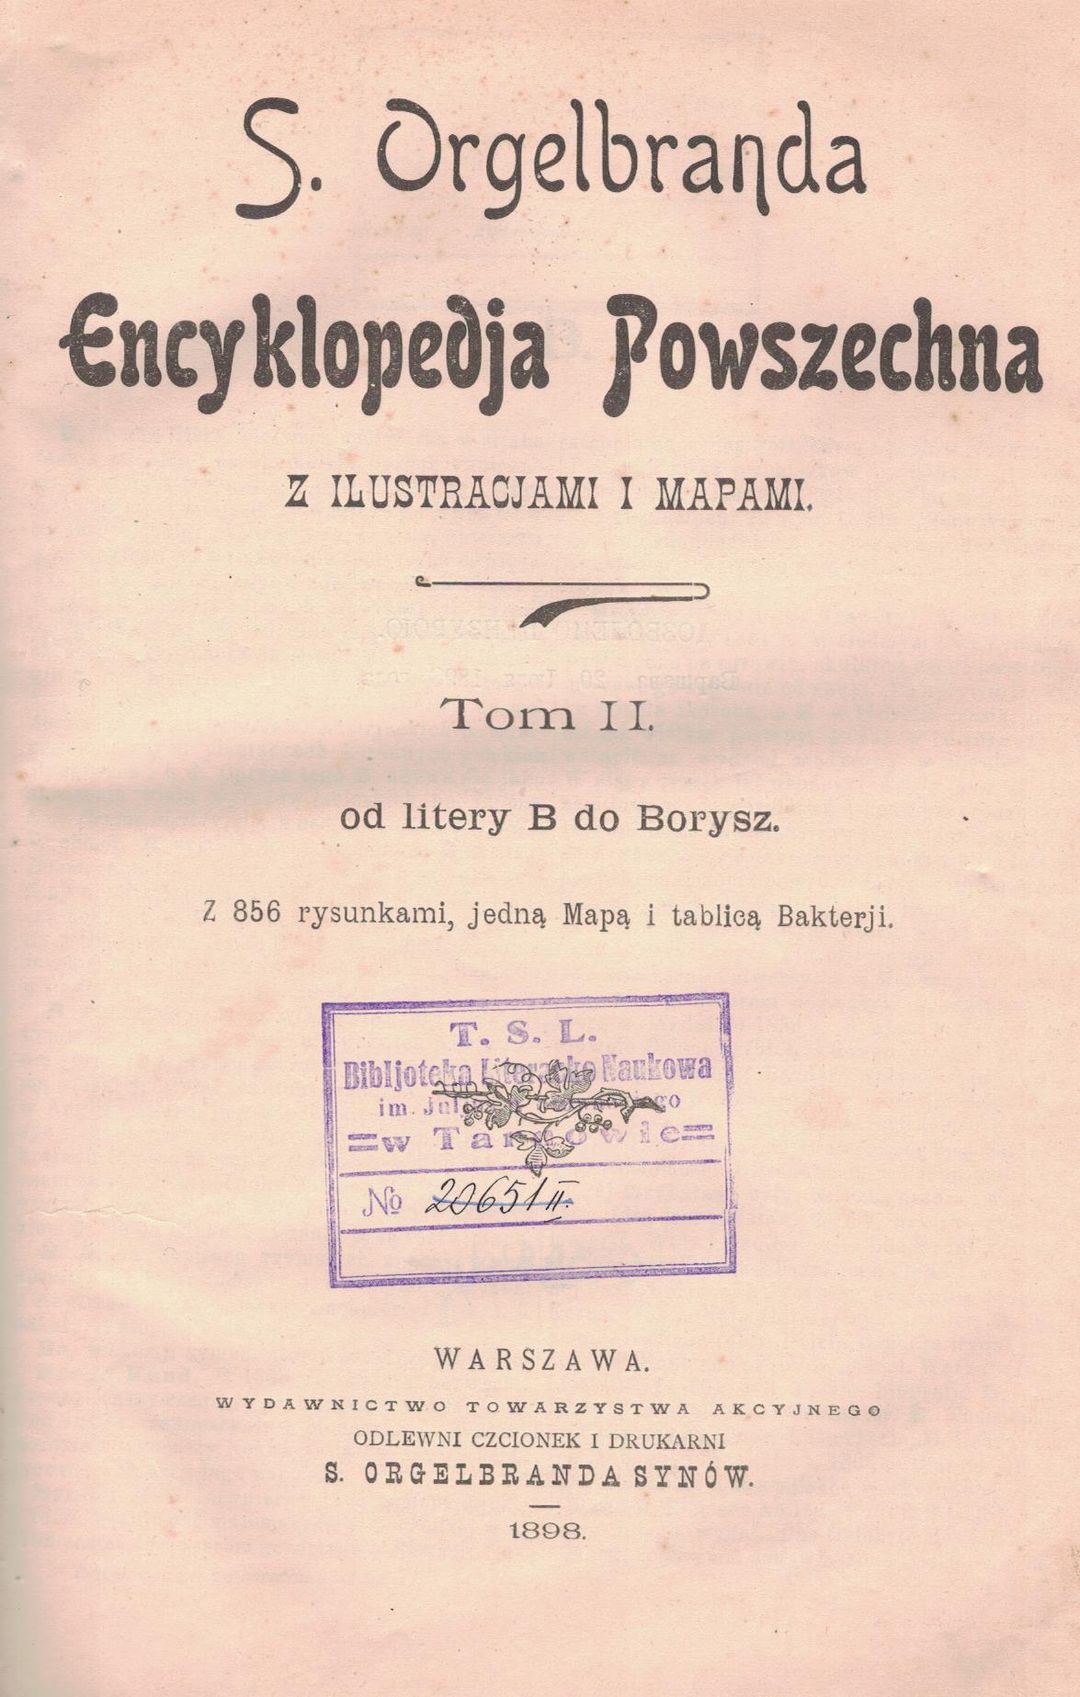 S. Orgelbranda
Encyklopedja Powszechna
Z ILUSTRACJAMI I MAPAMI.
Tom II.
od litery B do Borysz.
Z 856 rysunkami, jedną Mapą i tablicą Bakterji.
T. S. L.
Bibljoteka Naukowa
im.
=w Tarnowie=
№ 20651 II.
WARSZAWA.
WYDAWNICTWO TOWARZYSTWA AKCYJNEGO
ODLEWNI CZCIONEK I DRUKARNI
S. ORGELBRANDA SYNÓW.
1898.